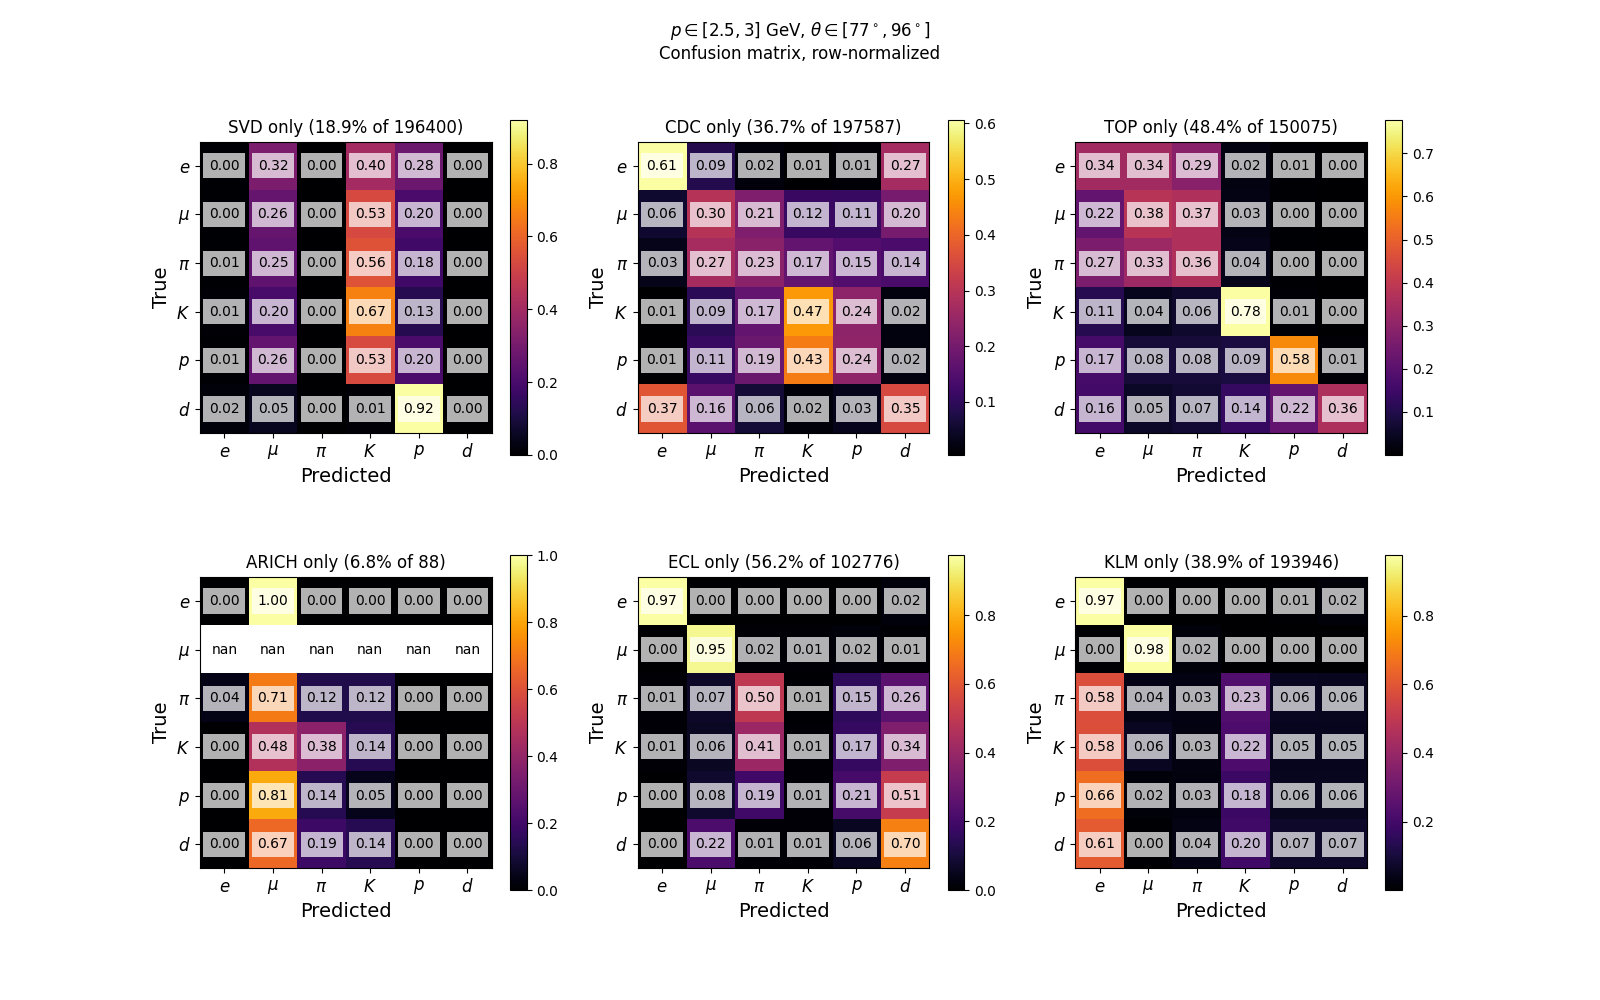 p ∈ [2.5, 3] GeV, θ ∈ [77°, 96°]
Confusion matrix, row-normalized
SVD only (18.9% of 196400)
e 0.00 0.32 0.00 0.40 0.28 0.00
μ 0.00 0.26 0.00 0.53 0.20 0.00
π 0.01 0.25 0.00 0.56 0.18 0.00
K 0.01 0.20 0.00 0.67 0.13 0.00
p 0.01 0.26 0.00 0.53 0.20 0.00
d 0.02 0.05 0.00 0.01 0.92 0.00
e μ π K p d
Predicted
True
0.8
0.6
0.4
0.2
0.0
CDC only (36.7% of 197587)
e 0.61 0.09 0.02 0.01 0.01 0.27
μ 0.06 0.30 0.21 0.12 0.11 0.20
π 0.03 0.27 0.23 0.17 0.15 0.14
K 0.01 0.09 0.17 0.47 0.24 0.02
p 0.01 0.11 0.19 0.43 0.24 0.02
d 0.37 0.16 0.06 0.02 0.03 0.35
e μ π K p d
Predicted
True
0.6
0.5
0.4
0.3
0.2
0.1
TOP only (48.4% of 150075)
e 0.34 0.34 0.29 0.02 0.01 0.00
μ 0.22 0.38 0.37 0.03 0.00 0.00
π 0.27 0.33 0.36 0.04 0.00 0.00
K 0.11 0.04 0.06 0.78 0.01 0.00
p 0.17 0.08 0.08 0.09 0.58 0.01
d 0.16 0.05 0.07 0.14 0.22 0.36
e μ π K p d
Predicted
True
0.7
0.6
0.5
0.4
0.3
0.2
0.1
ARICH only (6.8% of 88)
e 0.00 1.00 0.00 0.00 0.00 0.00
μ nan nan nan nan nan nan
π 0.04 0.71 0.12 0.12 0.00 0.00
K 0.00 0.48 0.38 0.14 0.00 0.00
p 0.00 0.81 0.14 0.05 0.00 0.00
d 0.00 0.67 0.19 0.14 0.00 0.00
e μ π K p d
Predicted
True
1.0
0.8
0.6
0.4
0.2
0.0
ECL only (56.2% of 102776)
e 0.97 0.00 0.00 0.00 0.00 0.02
μ 0.00 0.95 0.02 0.01 0.02 0.01
π 0.01 0.07 0.50 0.01 0.15 0.26
K 0.01 0.06 0.41 0.01 0.17 0.34
p 0.00 0.08 0.19 0.01 0.21 0.51
d 0.00 0.22 0.01 0.01 0.06 0.70
e μ π K p d
Predicted
True
0.8
0.6
0.4
0.2
0.0
KLM only (38.9% of 193946)
e 0.97 0.00 0.00 0.00 0.01 0.02
μ 0.00 0.98 0.02 0.00 0.00 0.00
π 0.58 0.04 0.03 0.23 0.06 0.06
K 0.58 0.06 0.03 0.22 0.05 0.05
p 0.66 0.02 0.03 0.18 0.06 0.06
d 0.61 0.00 0.04 0.20 0.07 0.07
e μ π K p d
Predicted
True
0.8
0.6
0.4
0.2